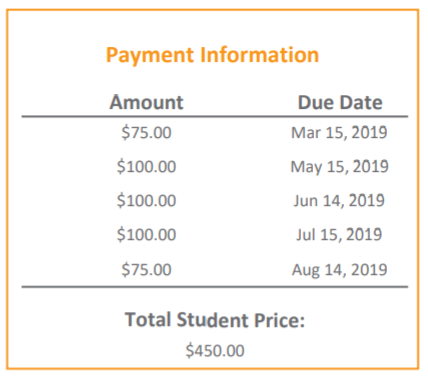 Payment Information
Amount Due Date
$75.00 Mar 15, 2019
$100.00 May 15, 2019
$100.00 Jun 14, 2019
$100.00 Jul 15, 2019
$75.00 Aug 14, 2019
Total Student Price:
$450.00